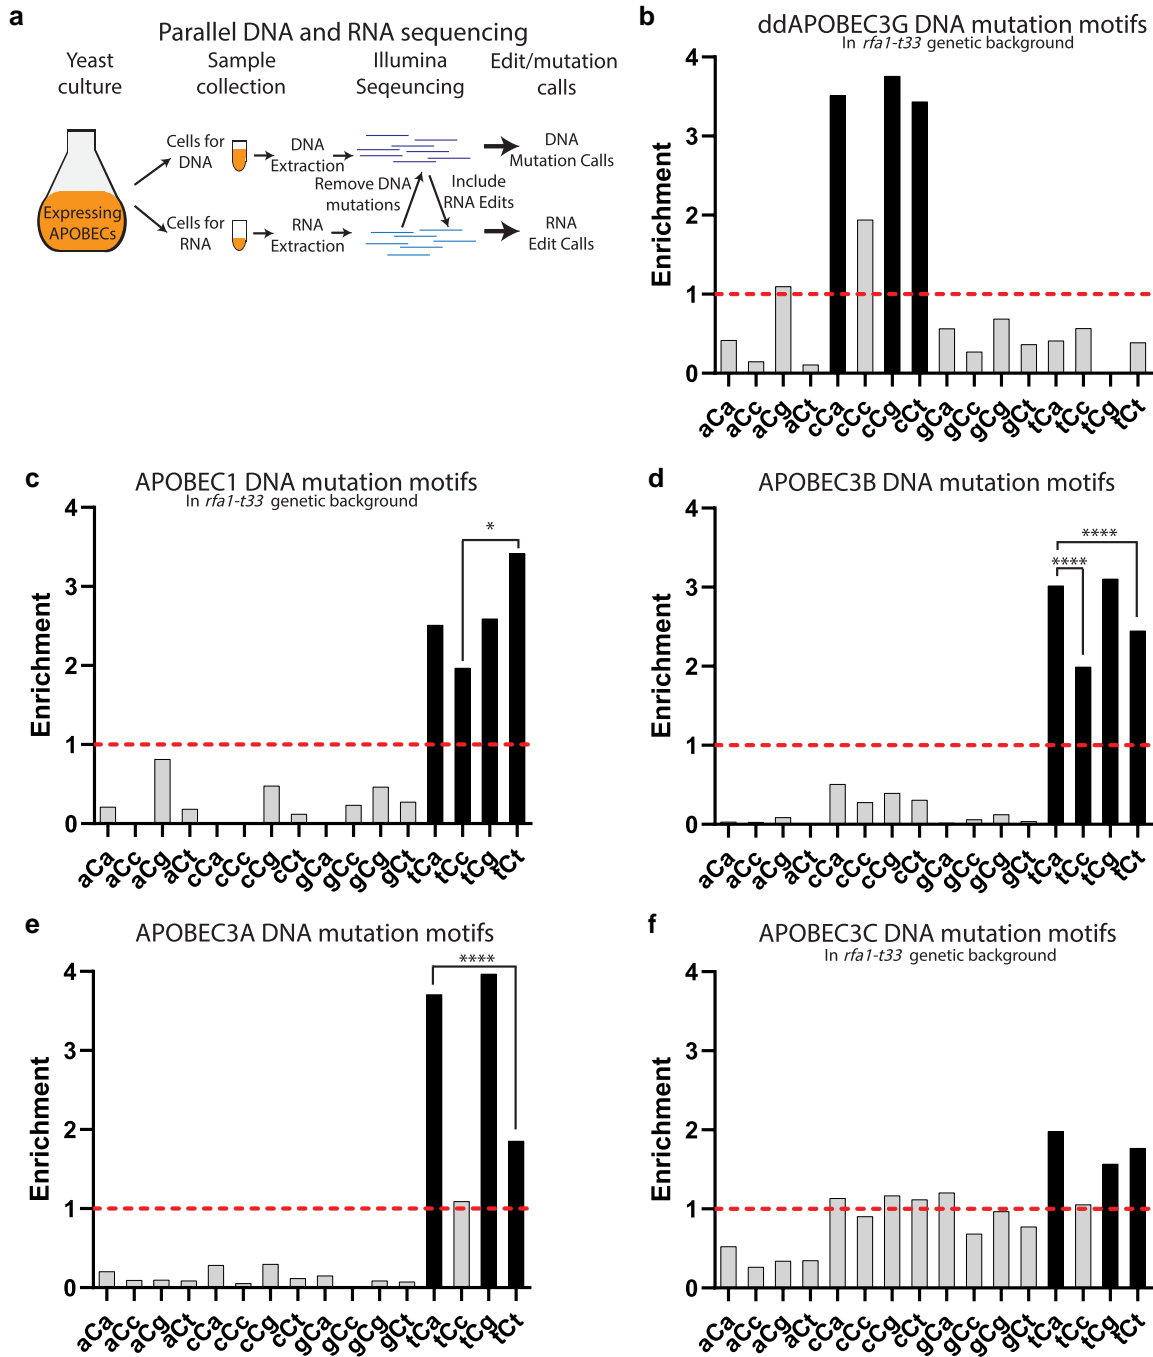 a
Parallel DNA and RNA sequencing
Yeast
culture
Sample
collection
Illumina
Seqeuncing
Edit/mutation
calls
Expressing
APOBECs
Cells for
DNA
DNA
Extraction
DNA
Mutation Calls
Remove DNA
mutations
Include
RNA Edits
Cells for
RNA
RNA
Extraction
RNA
Edit Calls
b
ddAPOBEC3G DNA mutation motifs
In rfa1-t33 genetic background
Enrichment
4
3
2
1
0
aCa aCc aCg aCt cCa cCc cCg cCt gCa gCc gCg gCt tCa tCc tCg tCt
c
APOBEC1 DNA mutation motifs
In rfa1-t33 genetic background
*
Enrichment
4
3
2
1
0
aCa aCc aCg aCt cCa cCc cCg cCt gCa gCc gCg gCt tCa tCc tCg tCt
d
APOBEC3B DNA mutation motifs
****
****
Enrichment
4
3
2
1
0
aCa aCc aCg aCt cCa cCc cCg cCt gCa gCc gCg gCt tCa tCc tCg tCt
e
APOBEC3A DNA mutation motifs
****
Enrichment
4
3
2
1
0
aCa aCc aCg aCt cCa cCc cCg cCt gCa gCc gCg gCt tCa tCc tCg tCt
f
APOBEC3C DNA mutation motifs
In rfa1-t33 genetic background
Enrichment
4
3
2
1
0
aCa aCc aCg aCt cCa cCc cCg cCt gCa gCc gCg gCt tCa tCc tCg tCt